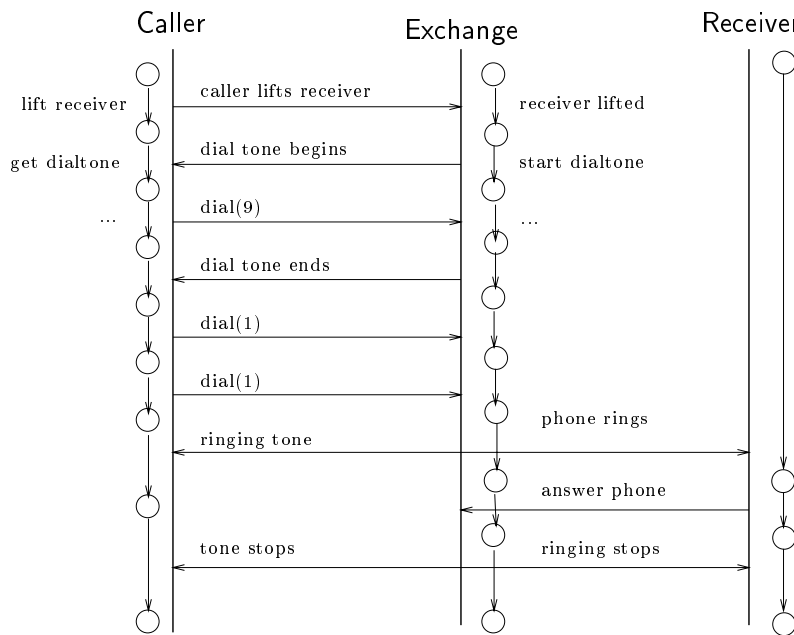 Caller Exchange Receiver
lift receiver caller lifts receiver receiver lifted
get dialtone dial tone begins start dialtone
... dial(9) ...
dial tone ends
dial(1)
dial(1)
ringing tone phone rings
answer phone
tone stops ringing stops